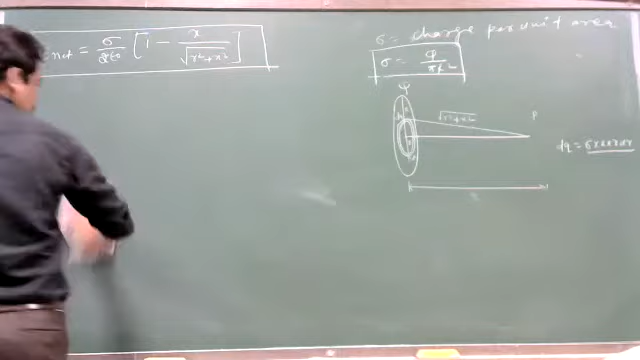 σ = charge per unit area
E_net = σ/2ε₀ [1 − x/√(r²+x²)]
σ = φ/πr²
φ
√(r²+x²)
P
dq = σ2πrdr
x